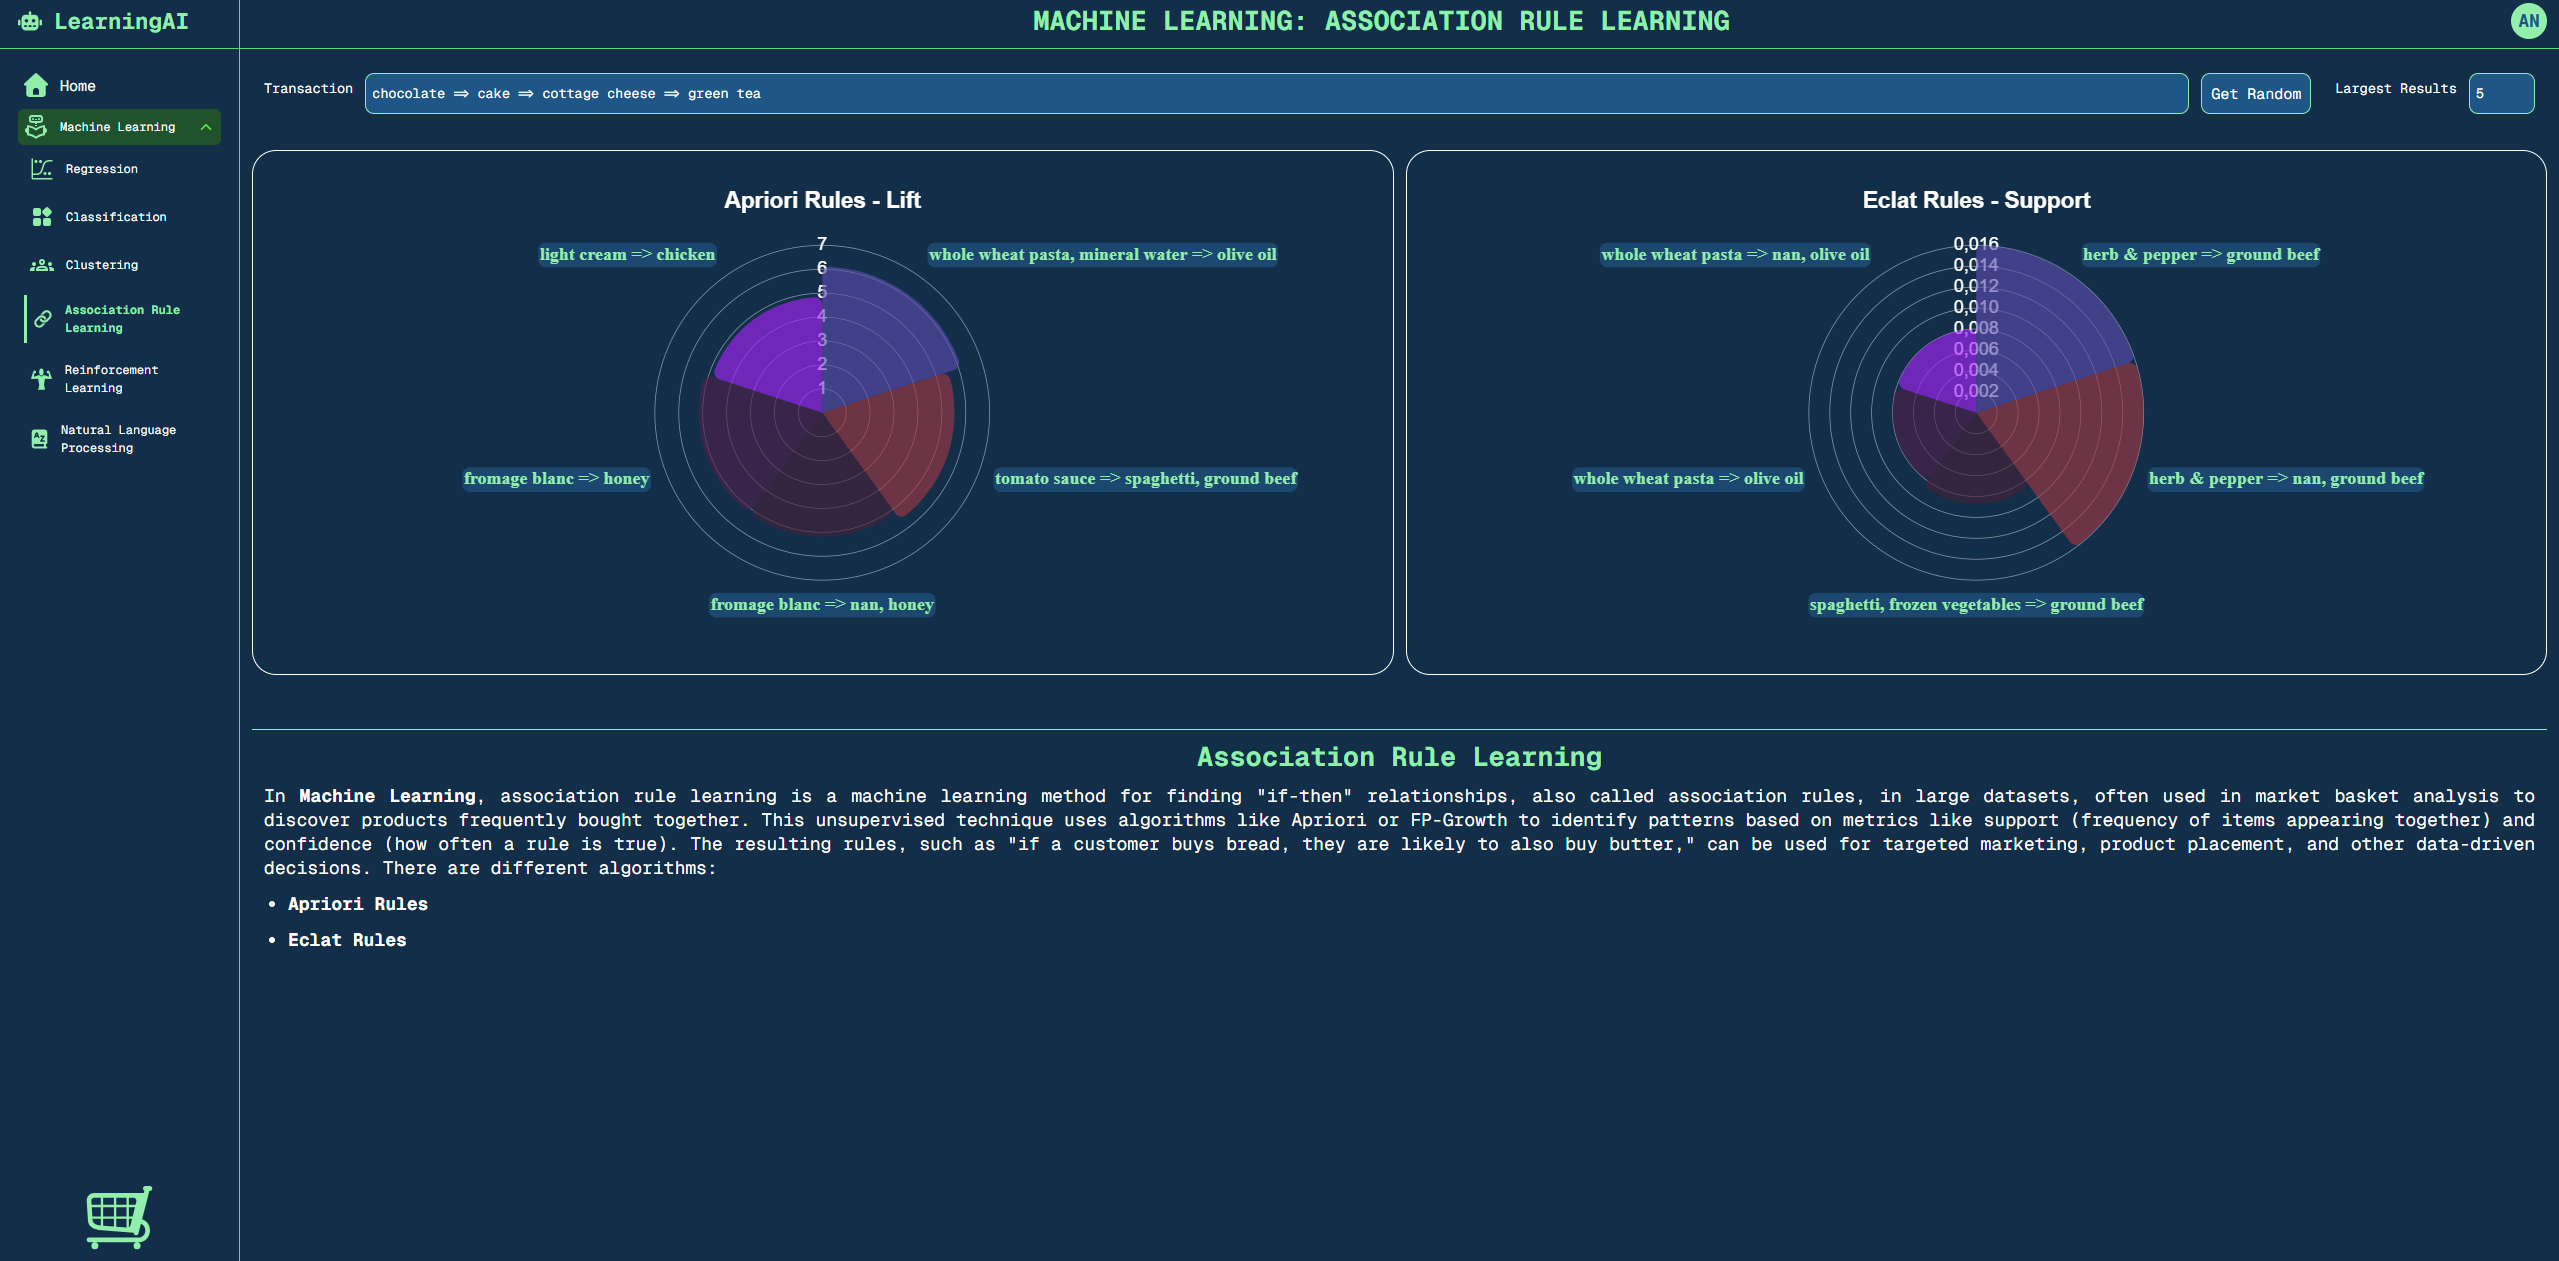 LearningAI
MACHINE LEARNING: ASSOCIATION RULE LEARNING
AN
Home
Machine Learning
Regression
Classification
Clustering
Association Rule
Learning
Reinforcement
Learning
Natural Language
Processing
Transaction
chocolate ⇒ cake ⇒ cottage cheese ⇒ green tea
Get Random
Largest Results
5
Apriori Rules - Lift
7
6
5
4
3
2
1
light cream => chicken
whole wheat pasta, mineral water => olive oil
fromage blanc => honey
tomato sauce => spaghetti, ground beef
fromage blanc => nan, honey
Eclat Rules - Support
0,016
0,014
0,012
0,010
0,008
0,006
0,004
0,002
whole wheat pasta => nan, olive oil
herb & pepper => ground beef
whole wheat pasta => olive oil
herb & pepper => nan, ground beef
spaghetti, frozen vegetables => ground beef
Association Rule Learning
In Machine Learning, association rule learning is a machine learning method for finding "if-then" relationships, also called association rules, in large datasets, often used in market basket analysis to
discover products frequently bought together. This unsupervised technique uses algorithms like Apriori or FP-Growth to identify patterns based on metrics like support (frequency of items appearing together) and
confidence (how often a rule is true). The resulting rules, such as "if a customer buys bread, they are likely to also buy butter," can be used for targeted marketing, product placement, and other data-driven
decisions. There are different algorithms:
• Apriori Rules
• Eclat Rules